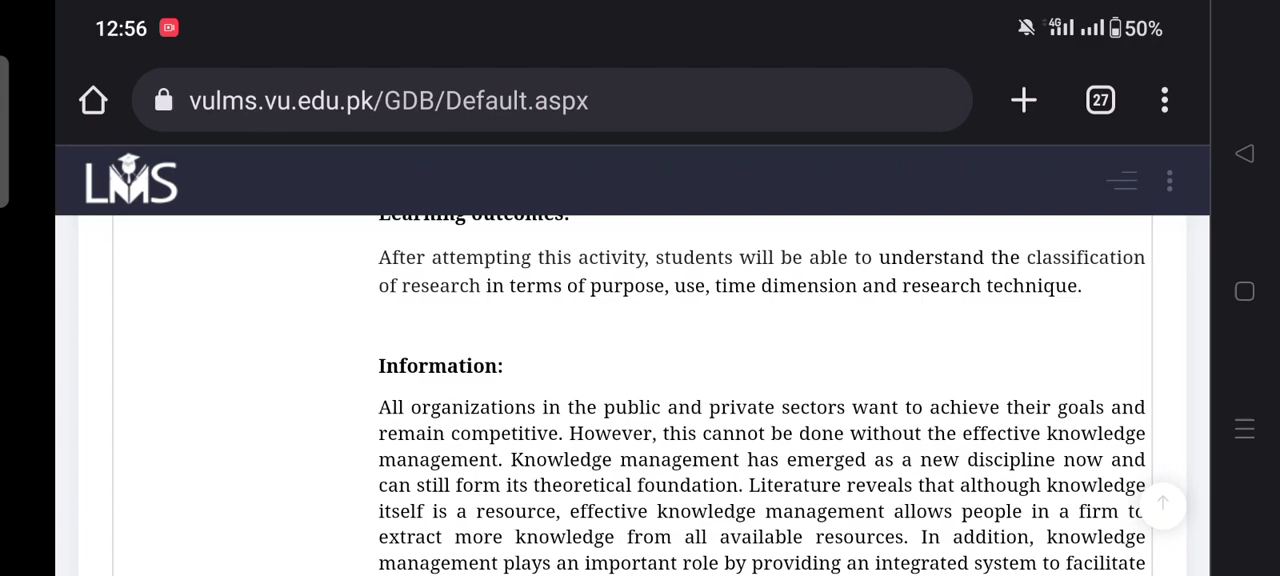 12:56
4G
50%
vulms.vu.edu.pk/GDB/Default.aspx
27
LMS
Learning outcomes:
After attempting this activity, students will be able to understand the classification
of research in terms of purpose, use, time dimension and research technique.
Information:
All organizations in the public and private sectors want to achieve their goals and
remain competitive. However, this cannot be done without the effective knowledge
management. Knowledge management has emerged as a new discipline now and
can still form its theoretical foundation. Literature reveals that although knowledge
itself is a resource, effective knowledge management allows people in a firm to
extract more knowledge from all available resources. In addition, knowledge
management plays an important role by providing an integrated system to facilitate